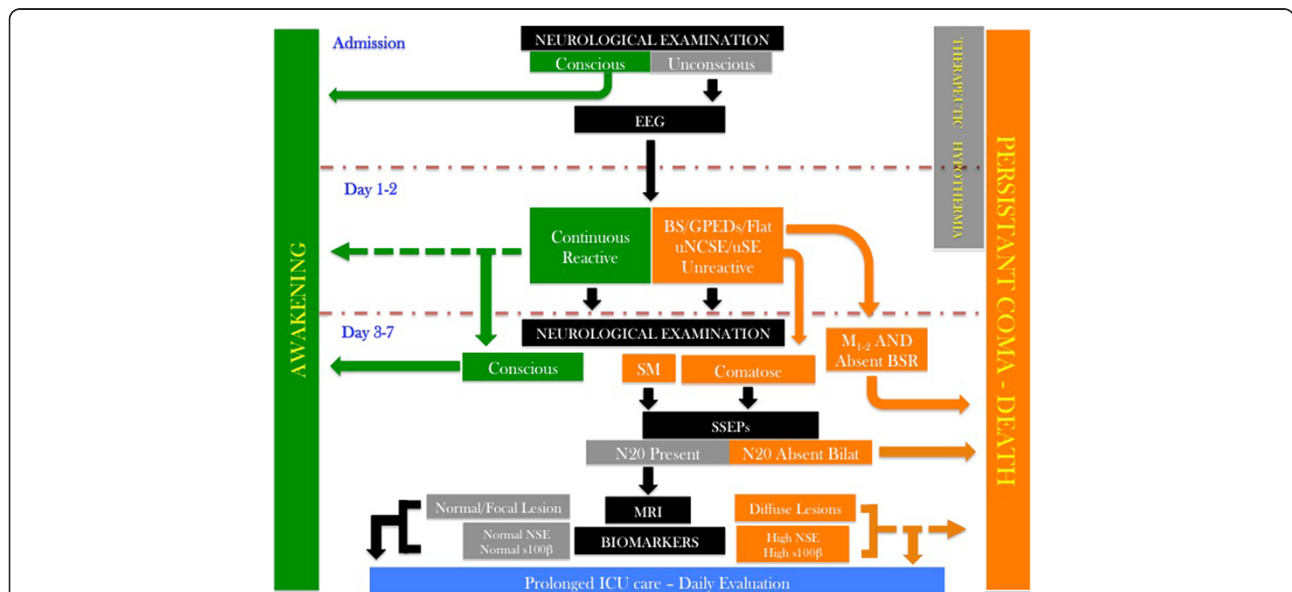 Admission
NEUROLOGICAL EXAMINATION
Conscious
Unconscious
EEG
THERAPEUTIC HYPOTHERMIA
AWAKENING
PERSISTANT COMA - DEATH
Day 1-2
Continuous
Reactive
BS/GPEDs/Flat
uNCSE/uSE
Unreactive
Day 3-7
NEUROLOGICAL EXAMINATION
Conscious
SM
Comatose
M1-2 AND
Absent BSR
SSEPs
N20 Present
N20 Absent Bilat
Normal/Focal Lesion
MRI
Diffuse Lesions
Normal NSE
Normal s100β
BIOMARKERS
High NSE
High s100β
Prolonged ICU care – Daily Evaluation